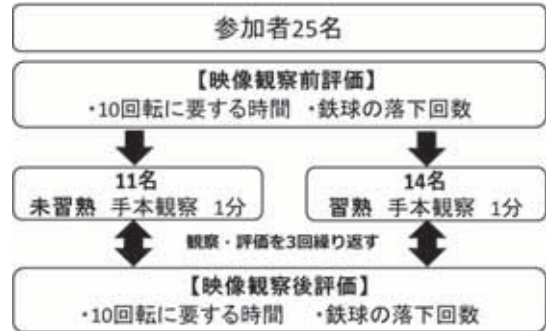 参加者25名
【映像観察前評価】
・10回転に要する時間 ・鉄球の落下回数
11名
未習熟 手本観察 1分
14名
習熟 手本観察 1分
観察・評価を3回繰り返す
【映像観察後評価】
・10回転に要する時間 ・鉄球の落下回数